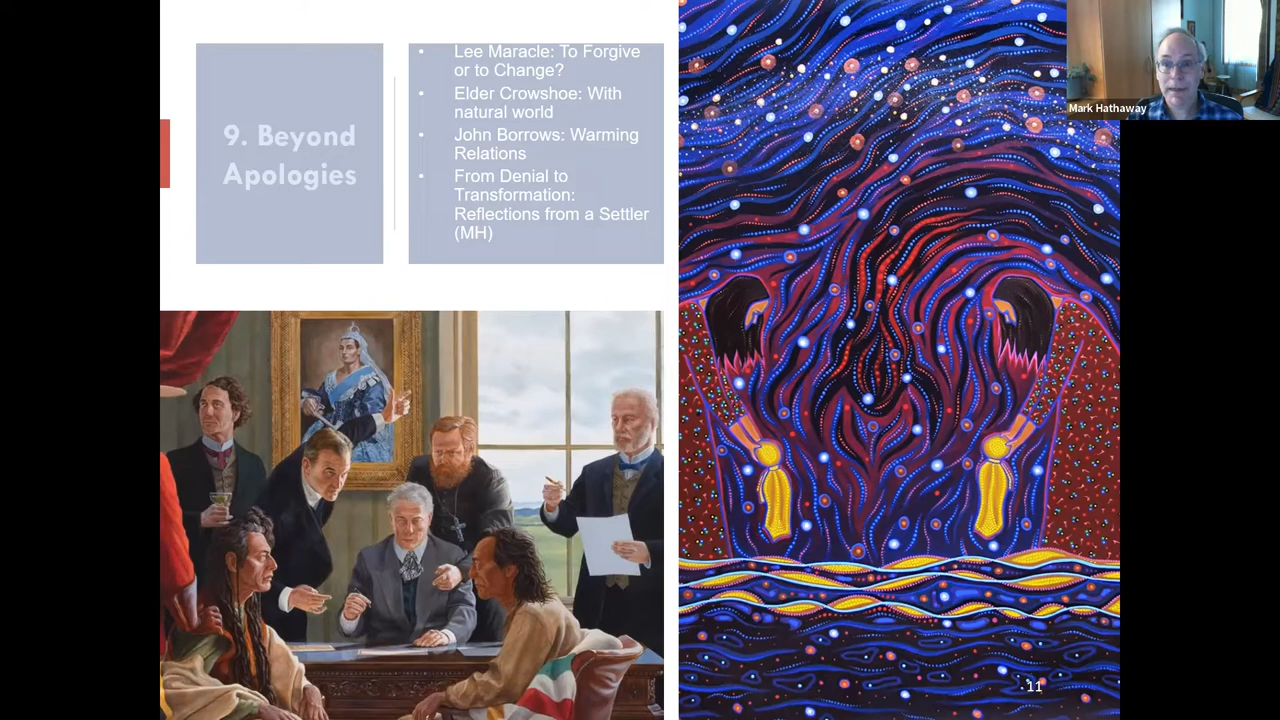 9. Beyond
Apologies
• Lee Maracle: To Forgive
or to Change?
• Elder Crowshoe: With
natural world
• John Borrows: Warming
Relations
• From Denial to
Transformation:
Reflections from a Settler
(MH)
Mark Hathaway
11